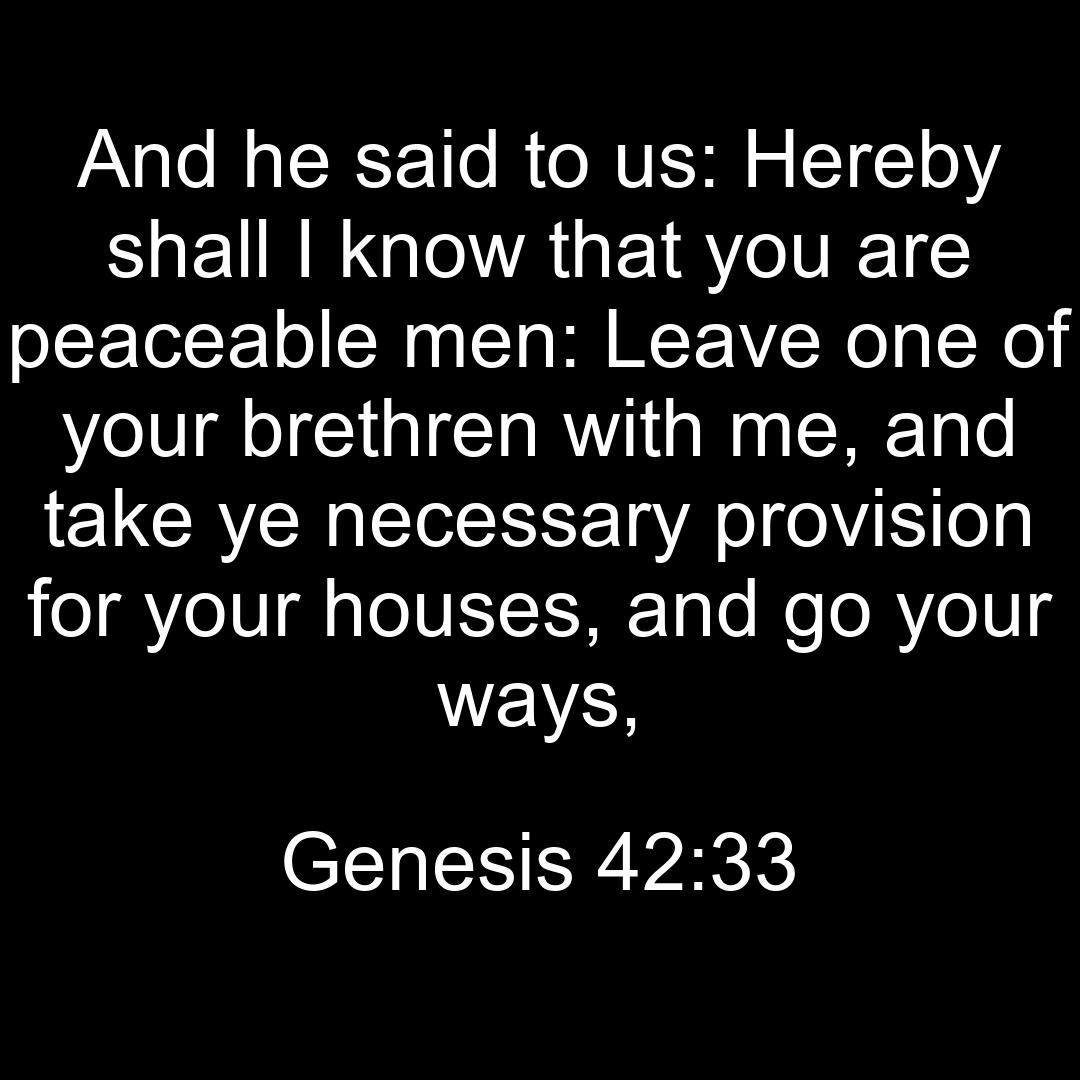 And he said to us: Hereby
shall I know that you are
peaceable men: Leave one of
your brethren with me, and
take ye necessary provision
for your houses, and go your
ways,
Genesis 42:33